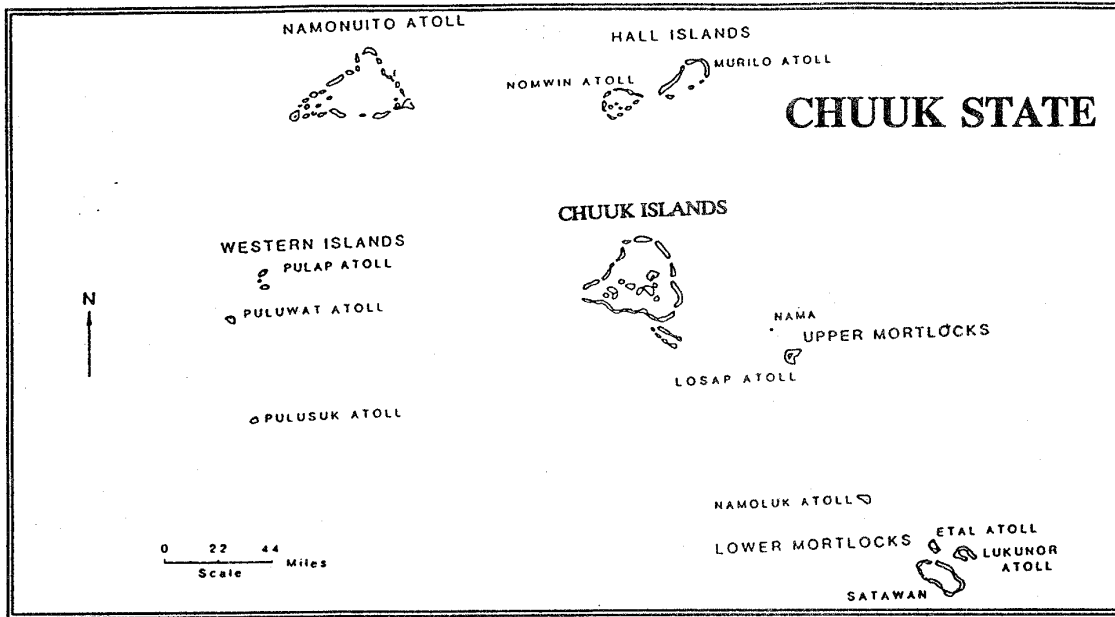 NAMONUITO ATOLL
HALL ISLANDS
MURILO ATOLL
NOMWIN ATOLL
CHUUK STATE
CHUUK ISLANDS
WESTERN ISLANDS
PULAP ATOLL
N
PULUWAT ATOLL
NAMA
UPPER MORTLOCKS
LOSAP ATOLL
PULUSUK ATOLL
NAMOLUK ATOLL
ETAL ATOLL
LOWER MORTLOCKS
LUKUNOR
ATOLL
0 22 44
Miles
Scale
SATAWAN